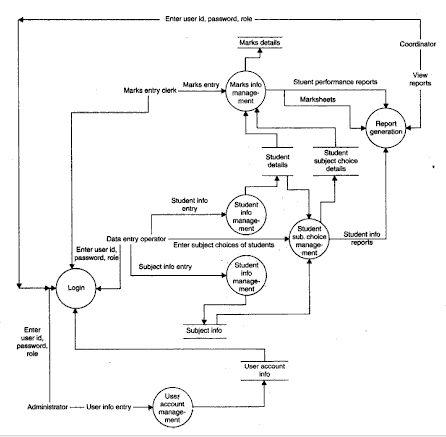 Enter user id, password, role
Marks details
Coordinator
Marks entry
Marks entry clerk
Marks info
manage-
ment
Stuent performance reports
Marksheets
View
reports
Report
generation
Student
details
Student
subject choice
details
Student info
entry
Student
info
manage-
ment
Data entry operator
Enter subject choices of students
Student
sub. choice
manage-
ment
Student info
reports
Enter user id,
password, role
Subject info entry
Student
info
manage-
ment
Login
Subject info
Enter
user id,
password,
role
User account
info
Administrator
User info entry
User
account
manage-
ment